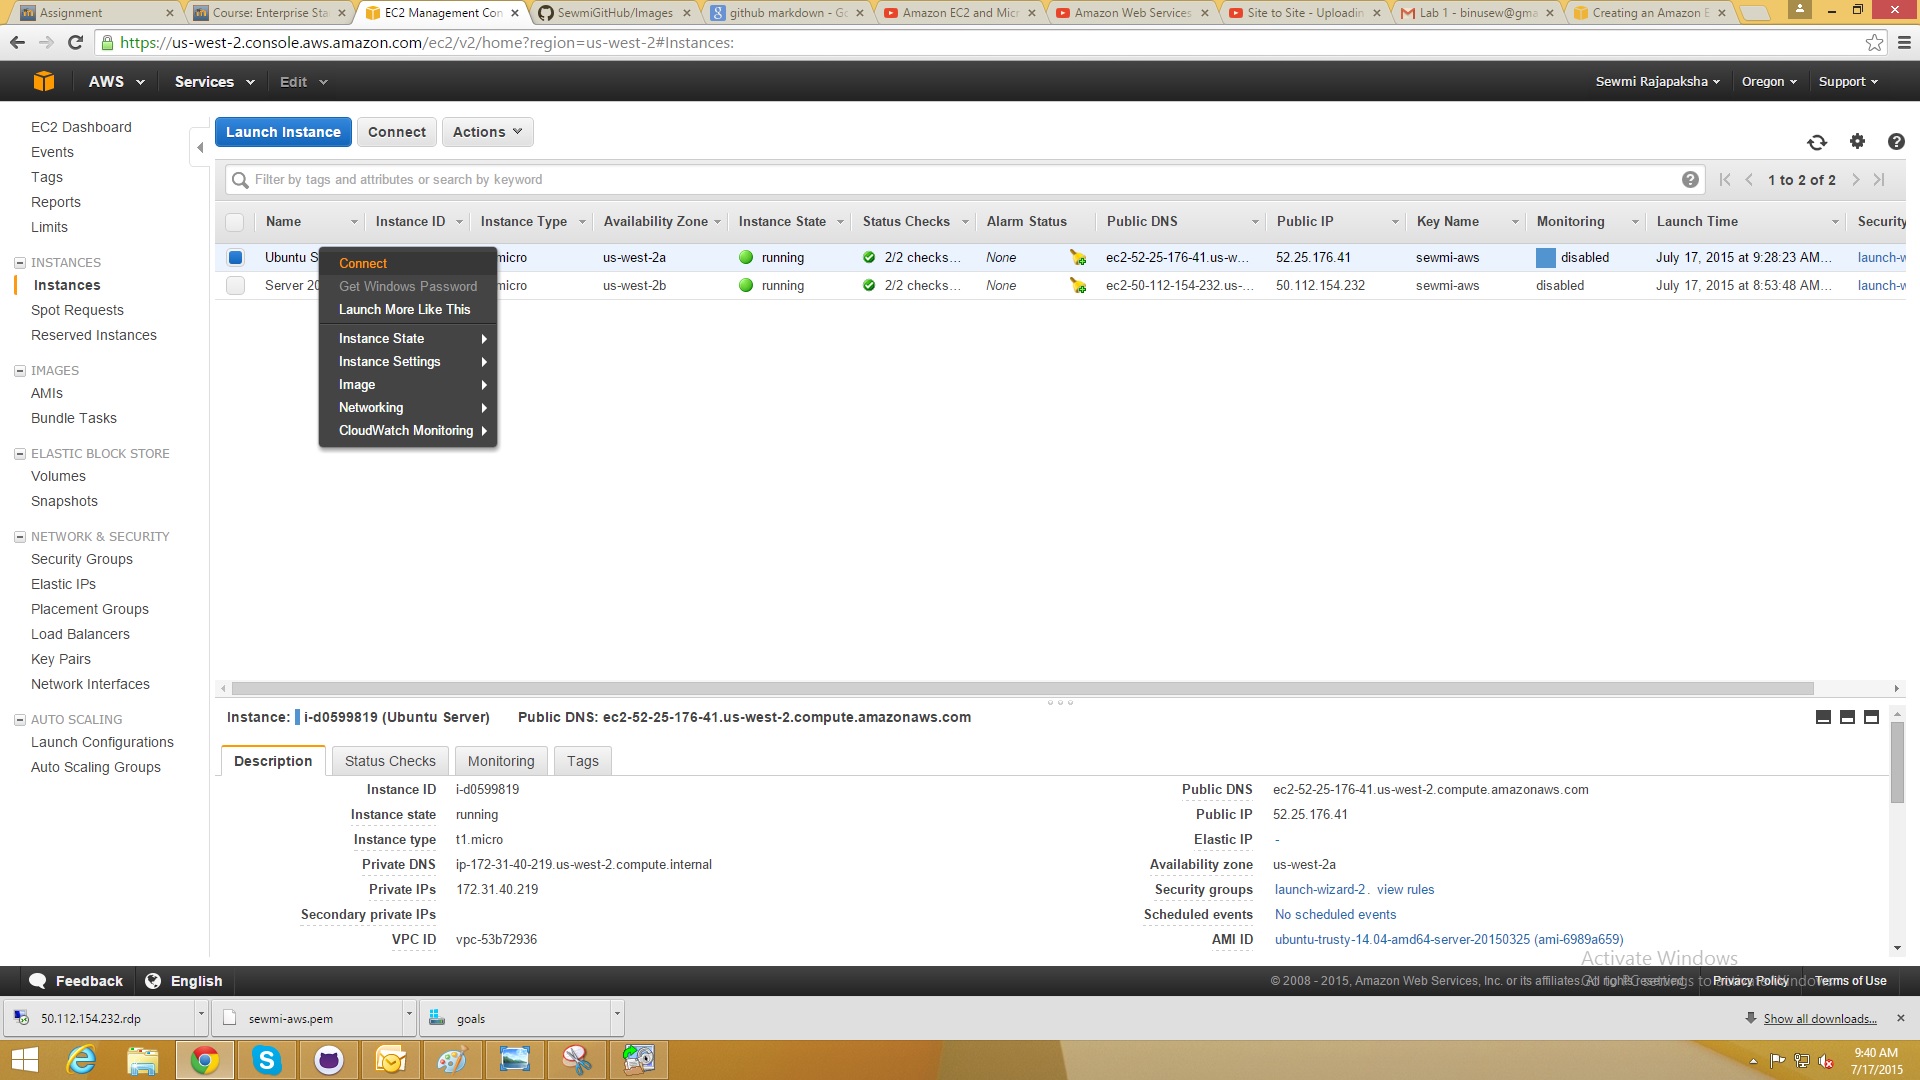 Assignment
Course: Enterprise Sta
EC2 Management Con
SewmiGitHub/Images
github markdown - Go
Amazon EC2 and Micr
Amazon Web Services
Site to Site - Uploadin
Lab 1 - binusew@gma
Creating an Amazon E
https://us-west-2.console.aws.amazon.com/ec2/v2/home?region=us-west-2#Instances:
AWS
Services
Edit
Sewmi Rajapaksha
Oregon
Support
EC2 Dashboard
Events
Tags
Reports
Limits
INSTANCES
Instances
Spot Requests
Reserved Instances
IMAGES
AMIs
Bundle Tasks
ELASTIC BLOCK STORE
Volumes
Snapshots
NETWORK & SECURITY
Security Groups
Elastic IPs
Placement Groups
Load Balancers
Key Pairs
Network Interfaces
AUTO SCALING
Launch Configurations
Auto Scaling Groups
Launch Instance
Connect
Actions
Filter by tags and attributes or search by keyword
1 to 2 of 2
Name Instance ID Instance Type Availability Zone Instance State Status Checks Alarm Status Public DNS Public IP Key Name Monitoring Launch Time Security
Ubuntu S micro us-west-2a running 2/2 checks... None ec2-52-25-176-41.us-w... 52.25.176.41 sewmi-aws disabled July 17, 2015 at 9:28:23 AM... launch-w
Server 20 micro us-west-2b running 2/2 checks... None ec2-50-112-154-232.us-... 50.112.154.232 sewmi-aws disabled July 17, 2015 at 8:53:48 AM... launch-w
Connect
Get Windows Password
Launch More Like This
Instance State
Instance Settings
Image
Networking
CloudWatch Monitoring
Instance: i-d0599819 (Ubuntu Server) Public DNS: ec2-52-25-176-41.us-west-2.compute.amazonaws.com
Description
Status Checks
Monitoring
Tags
Instance ID i-d0599819
Instance state running
Instance type t1.micro
Private DNS ip-172-31-40-219.us-west-2.compute.internal
Private IPs 172.31.40.219
Secondary private IPs
VPC ID vpc-53b72936
Public DNS ec2-52-25-176-41.us-west-2.compute.amazonaws.com
Public IP 52.25.176.41
Elastic IP -
Availability zone us-west-2a
Security groups launch-wizard-2. view rules
Scheduled events No scheduled events
AMI ID ubuntu-trusty-14.04-amd64-server-20150325 (ami-6989a659)
Activate Windows
Feedback
English
© 2008 - 2015, Amazon Web Services, Inc. or its affiliates.
Privacy Policy
Terms of Use
50.112.154.232.rdp
sewmi-aws.pem
goals
Show all downloads...
9:40 AM
7/17/2015